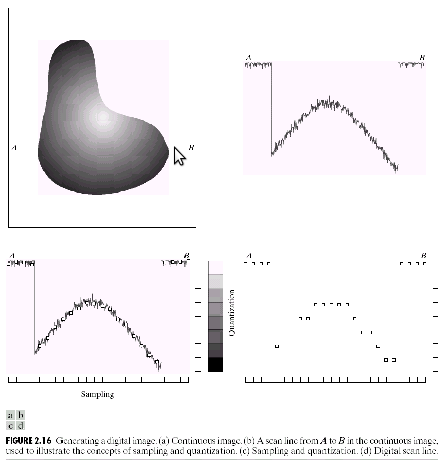 A B
A B
A B
A B
Quantization
Sampling
a b
c d
FIGURE 2.16 Generating a digital image. (a) Continuous image. (b) A scan line from A to B in the continuous image,
used to illustrate the concepts of sampling and quantization. (c) Sampling and quantization. (d) Digital scan line.